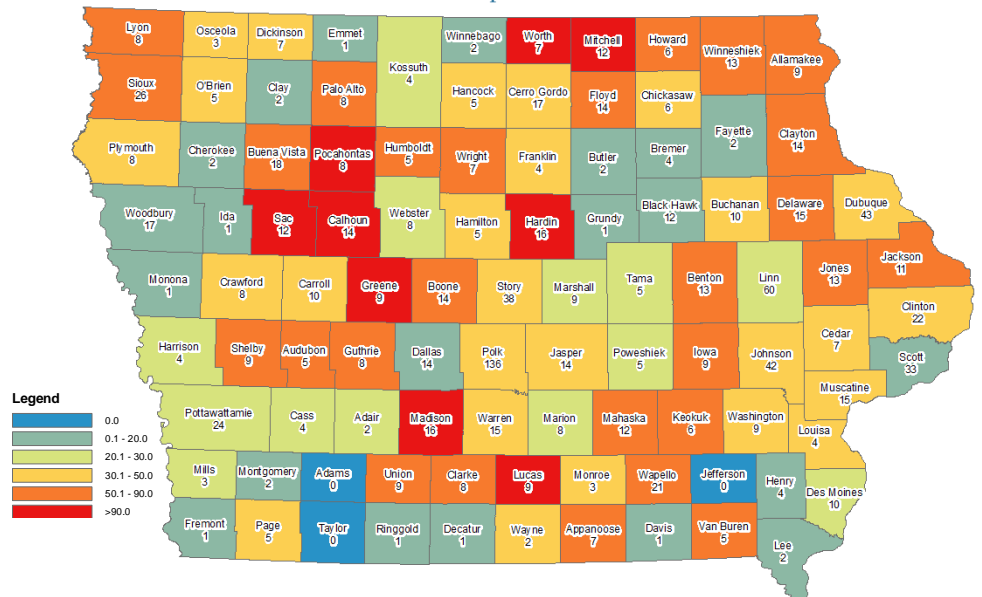 Lyon
8
Osceola
3
Dickinson
7
Emmet
1
Kossuth
4
Winnebago
2
Worth
7
Mitchell
12
Howard
6
Winneshiek
13
Allamakee
9
Sioux
26
O'Brien
5
Clay
2
Palo Alto
8
Hancock
5
Cerro Gordo
17
Floyd
14
Chickasaw
6
Fayette
2
Clayton
14
Plymouth
8
Cherokee
2
Buena Vista
18
Pocahontas
8
Humboldt
5
Wright
7
Franklin
4
Butler
2
Bremer
4
Woodbury
17
Ida
1
Sac
12
Calhoun
14
Webster
8
Hamilton
5
Hardin
16
Grundy
1
Black Hawk
12
Buchanan
10
Delaware
15
Dubuque
43
Monona
1
Crawford
8
Carroll
10
Greene
9
Boone
14
Story
38
Marshall
9
Tama
5
Benton
13
Linn
60
Jones
13
Jackson
11
Clinton
22
Harrison
4
Shelby
9
Audubon
5
Guthrie
8
Dallas
14
Polk
136
Jasper
14
Poweshiek
5
Iowa
9
Johnson
42
Cedar
7
Scott
33
Muscatine
15
Legend
0.0
0.1 - 20.0
20.1 - 30.0
30.1 - 50.0
50.1 - 90.0
>90.0
Pottawattamie
24
Cass
4
Adair
2
Madison
16
Warren
15
Marion
8
Mahaska
12
Keokuk
6
Washington
9
Louisa
4
Mills
3
Montgomery
2
Adams
0
Union
9
Clarke
8
Lucas
9
Monroe
3
Wapello
21
Jefferson
0
Henry
4
Des Moines
10
Fremont
1
Page
5
Taylor
0
Ringgold
1
Decatur
1
Wayne
2
Appanoose
7
Davis
1
Van Buren
5
Lee
2